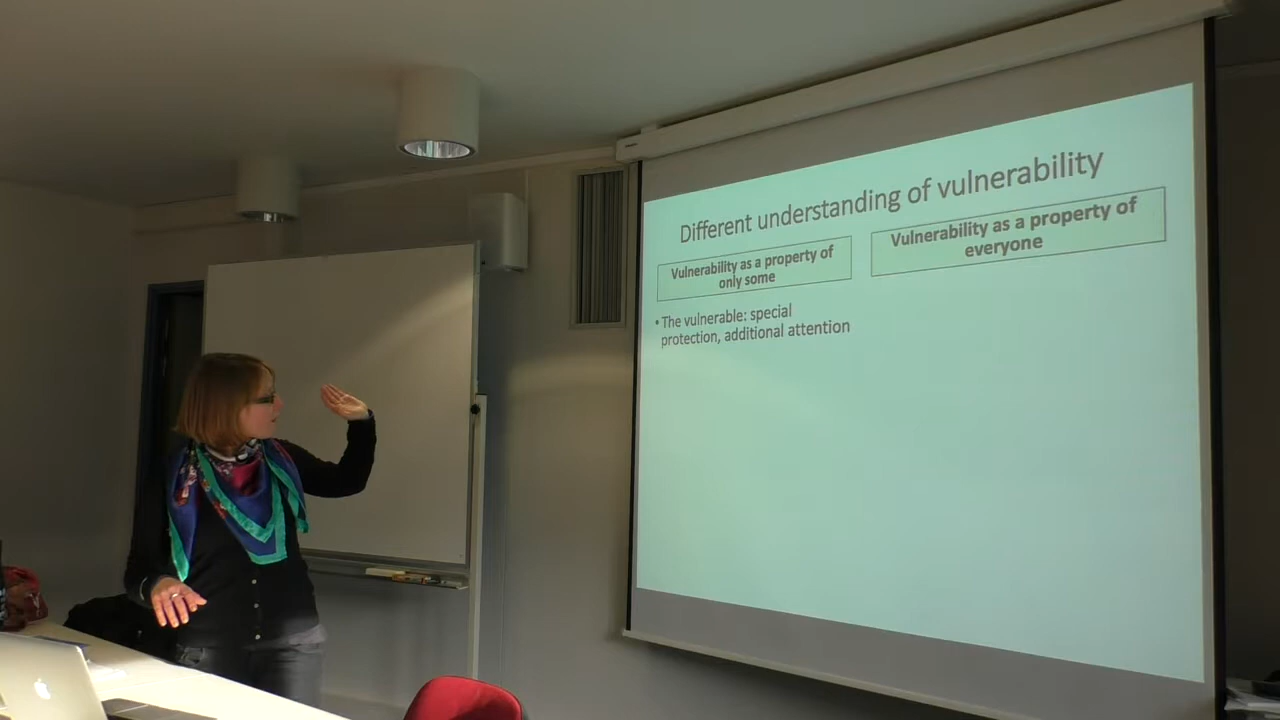 Different understanding of vulnerability
Vulnerability as a property of
only some
Vulnerability as a property of
everyone
• The vulnerable: special
protection, additional attention